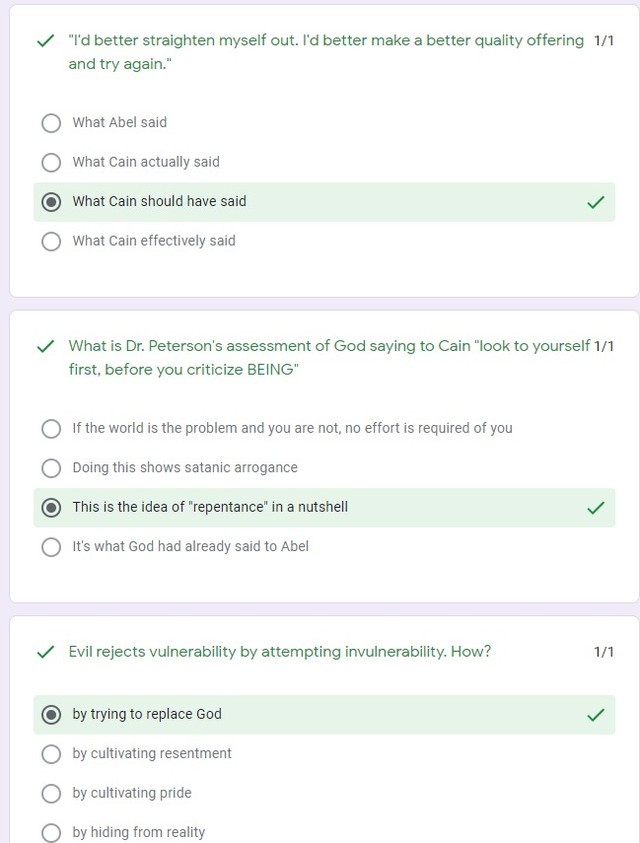 "I'd better straighten myself out. I'd better make a better quality offering 1/1
and try again."
What Abel said
What Cain actually said
What Cain should have said
What Cain effectively said
What is Dr. Peterson's assessment of God saying to Cain "look to yourself 1/1
first, before you criticize BEING"
If the world is the problem and you are not, no effort is required of you
Doing this shows satanic arrogance
This is the idea of "repentance" in a nutshell
It's what God had already said to Abel
Evil rejects vulnerability by attempting invulnerability. How? 1/1
by trying to replace God
by cultivating resentment
by cultivating pride
by hiding from reality